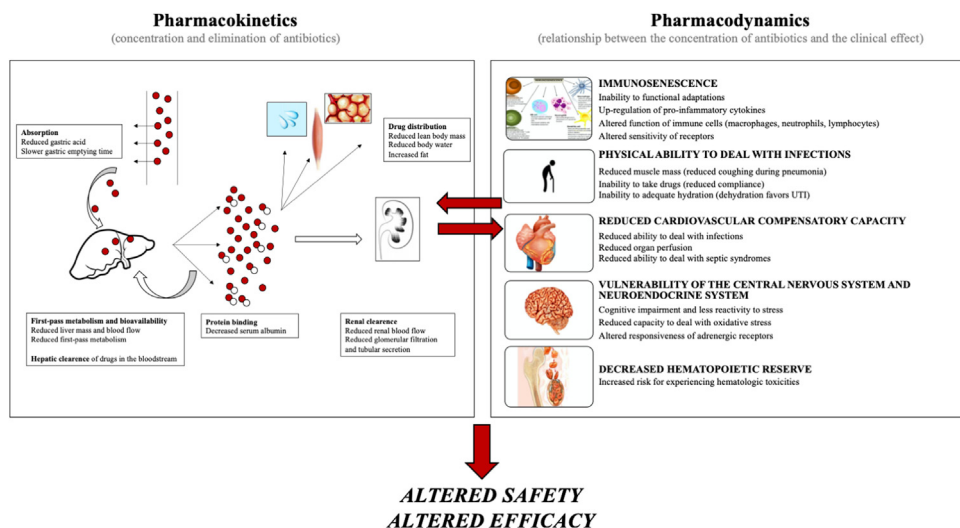 Pharmacokinetics
(concentration and elimination of antibiotics)
Absorption
Reduced gastric acid
Slower gastric emptying time
Drug distribution
Reduced lean body mass
Reduced body water
Increased fat
First-pass metabolism and bioavailability
Reduced liver mass and blood flow
Reduced first-pass metabolism
Hepatic clearence of drugs in the bloodstream
Protein binding
Decreased serum albumin
Renal clearence
Reduced renal blood flow
Reduced glomerular filtration
and tubular secretion
Pharmacodynamics
(relationship between the concentration of antibiotics and the clinical effect)
IMMUNOSENESCENCE
Inability to functional adaptations
Up-regulation of pro-infiammatory cytokines
Altered function of immune cells (macrophages, neutrophils, lymphocytes)
Altered sensitivity of receptors
PHYSICAL ABILITY TO DEAL WITH INFECTIONS
Reduced muscle mass (reduced coughing during pneumonia)
Inability to take drugs (reduced compliance)
Inability to adequate hydration (dehydration favors UTI)
REDUCED CARDIOVASCULAR COMPENSATORY CAPACITY
Reduced ability to deal with infections
Reduced organ perfusion
Reduced ability to deal with septic syndromes
VULNERABILITY OF THE CENTRAL NERVOUS SYSTEM AND
NEUROENDOCRINE SYSTEM
Cognitive impairment and less reactivity to stress
Reduced capacity to deal with oxidative stress
Altered responsiveness of adrenergic receptors
DECREASED HEMATOPOIETIC RESERVE
Increased risk for experiencing hematologic toxicities
ALTERED SAFETY
ALTERED EFFICACY